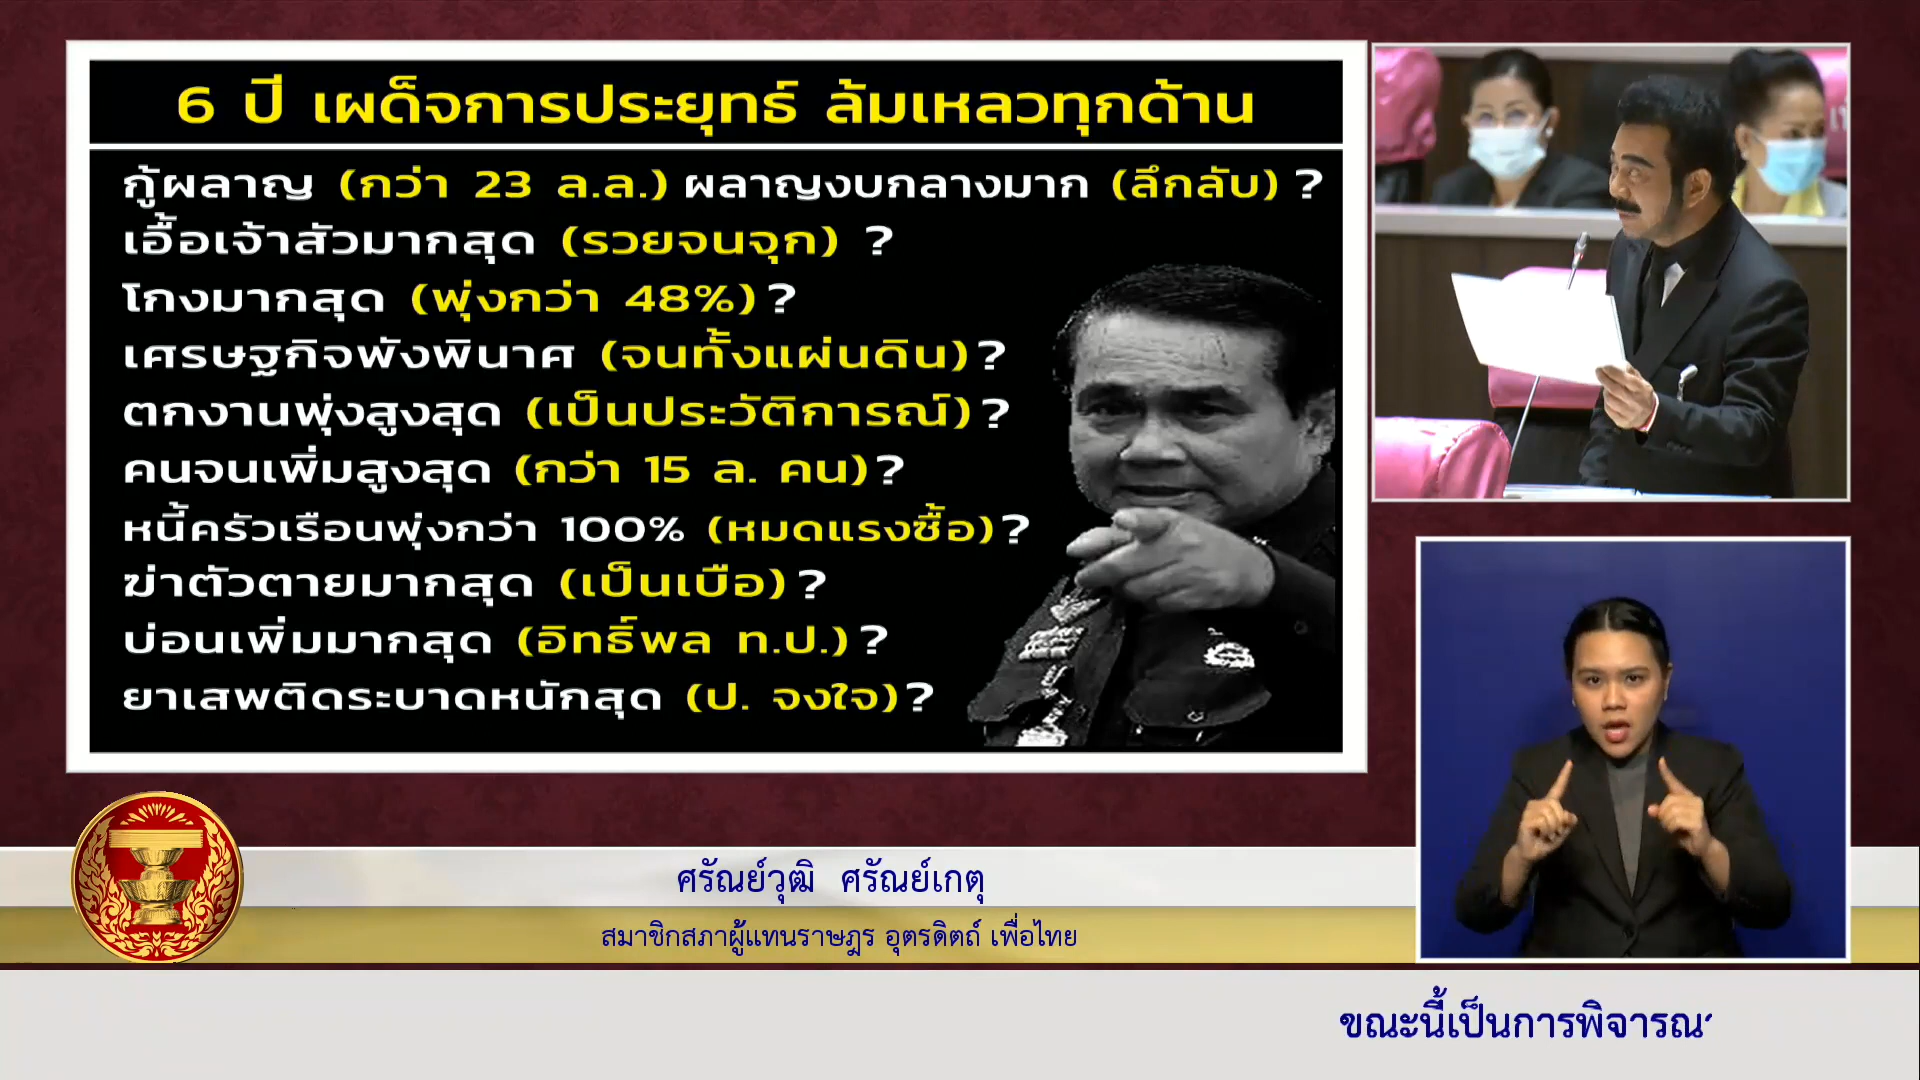 6 ปี เผด็จการประยุทธ์ ล้มเหลวทุกด้าน
กู้ผลาญ (กว่า 23 ล.ล.) ผลาญงบกลางมาก (ลึกลับ) ?
เอื้อเจ้าสัวมากสุด (รวยจนจุก) ?
โกงมากสุด (พุ่งกว่า 48%) ?
เศรษฐกิจพังพินาศ (จนทั้งแผ่นดิน) ?
ตกงานพุ่งสูงสุด (เป็นประวัติการณ์) ?
คนจนเพิ่มสูงสุด (กว่า 15 ล. คน) ?
หนี้ครัวเรือนพุ่งกว่า 100% (หมดแรงซื้อ) ?
ฆ่าตัวตายมากสุด (เป็นเบือ) ?
บ่อนเพิ่มมากสุด (อิทธิ์พล ท.ป.) ?
ยาเสพติดระบาดหนักสุด (ป. จงใจ) ?
ศรัณย์วุฒิ ศรัณย์เกตุ
สมาชิกสภาผู้แทนราษฎร อุตรดิตถ์ เพื่อไทย
ขณะนี้เป็นการพิจารณ